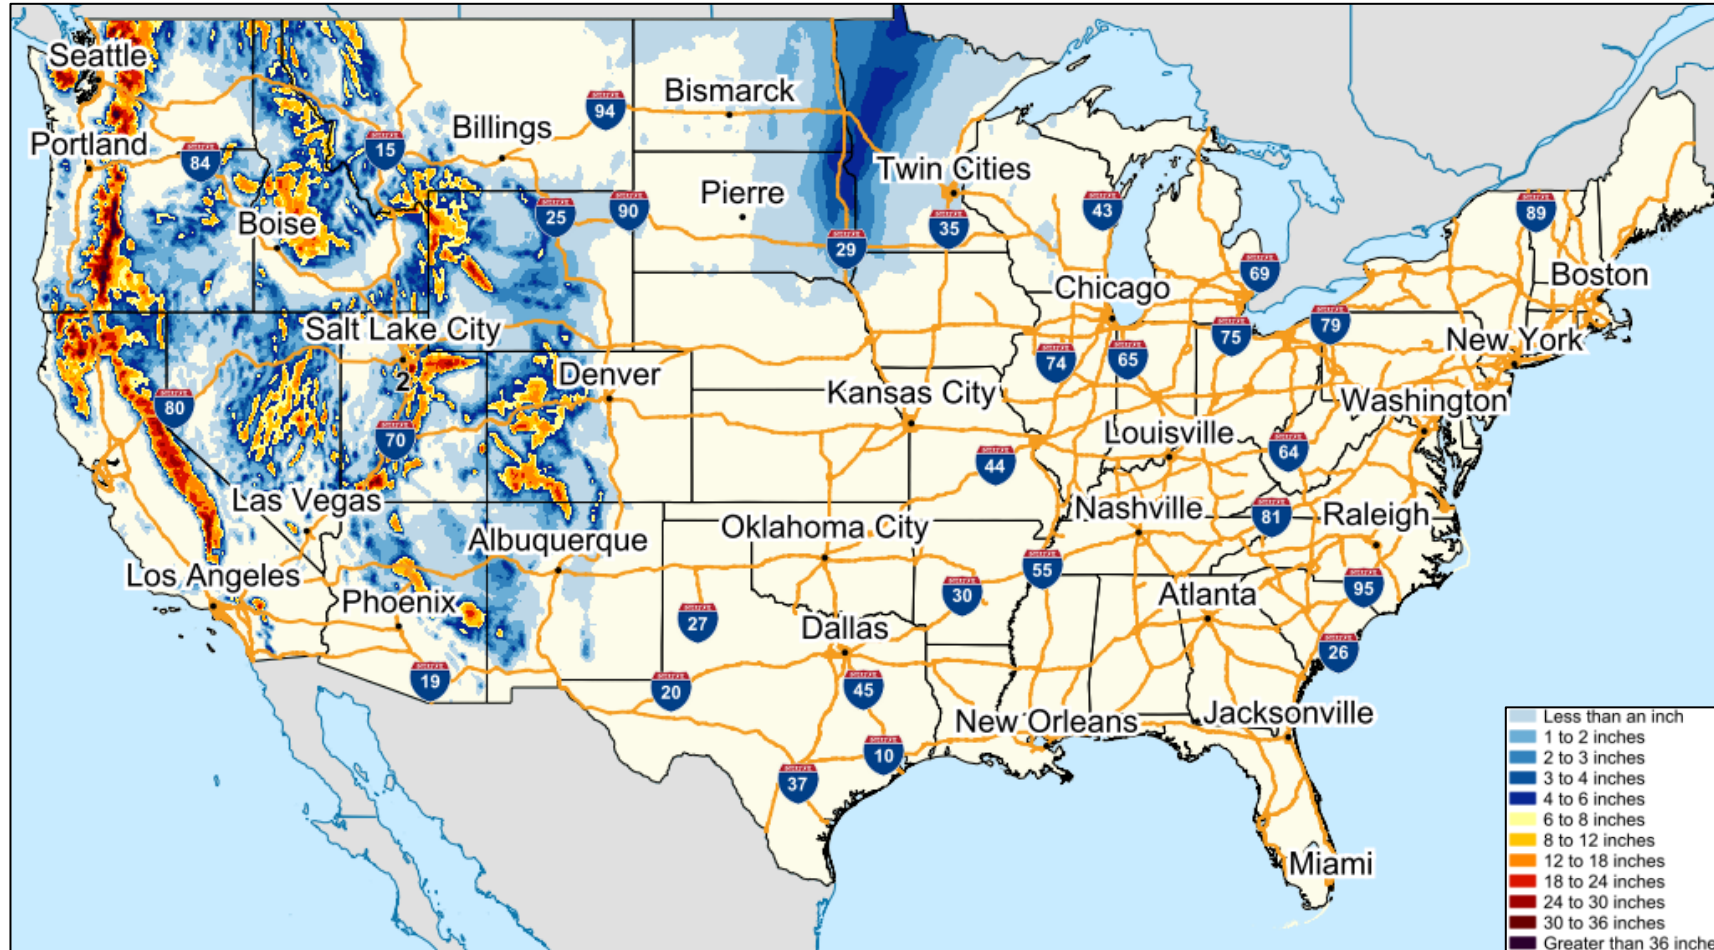 Seattle
Bismarck
94
Billings
Portland
15
84
Twin Cities
Pierre
25
90
43
89
Boise
35
29
69
Boston
Chicago
Salt Lake City
79
75
New York
74
65
2
Denver
Kansas City
80
Washington
70
Louisville
64
44
Las Vegas
Nashville
81
Raleigh
Oklahoma City
Albuquerque
55
Los Angeles
95
30
Phoenix
Atlanta
27
Dallas
26
19
20
45
New Orleans
Jacksonville
10
37
Miami
Less than an inch
1 to 2 inches
2 to 3 inches
3 to 4 inches
4 to 6 inches
6 to 8 inches
8 to 12 inches
12 to 18 inches
18 to 24 inches
24 to 30 inches
30 to 36 inches
Greater than 36 inche